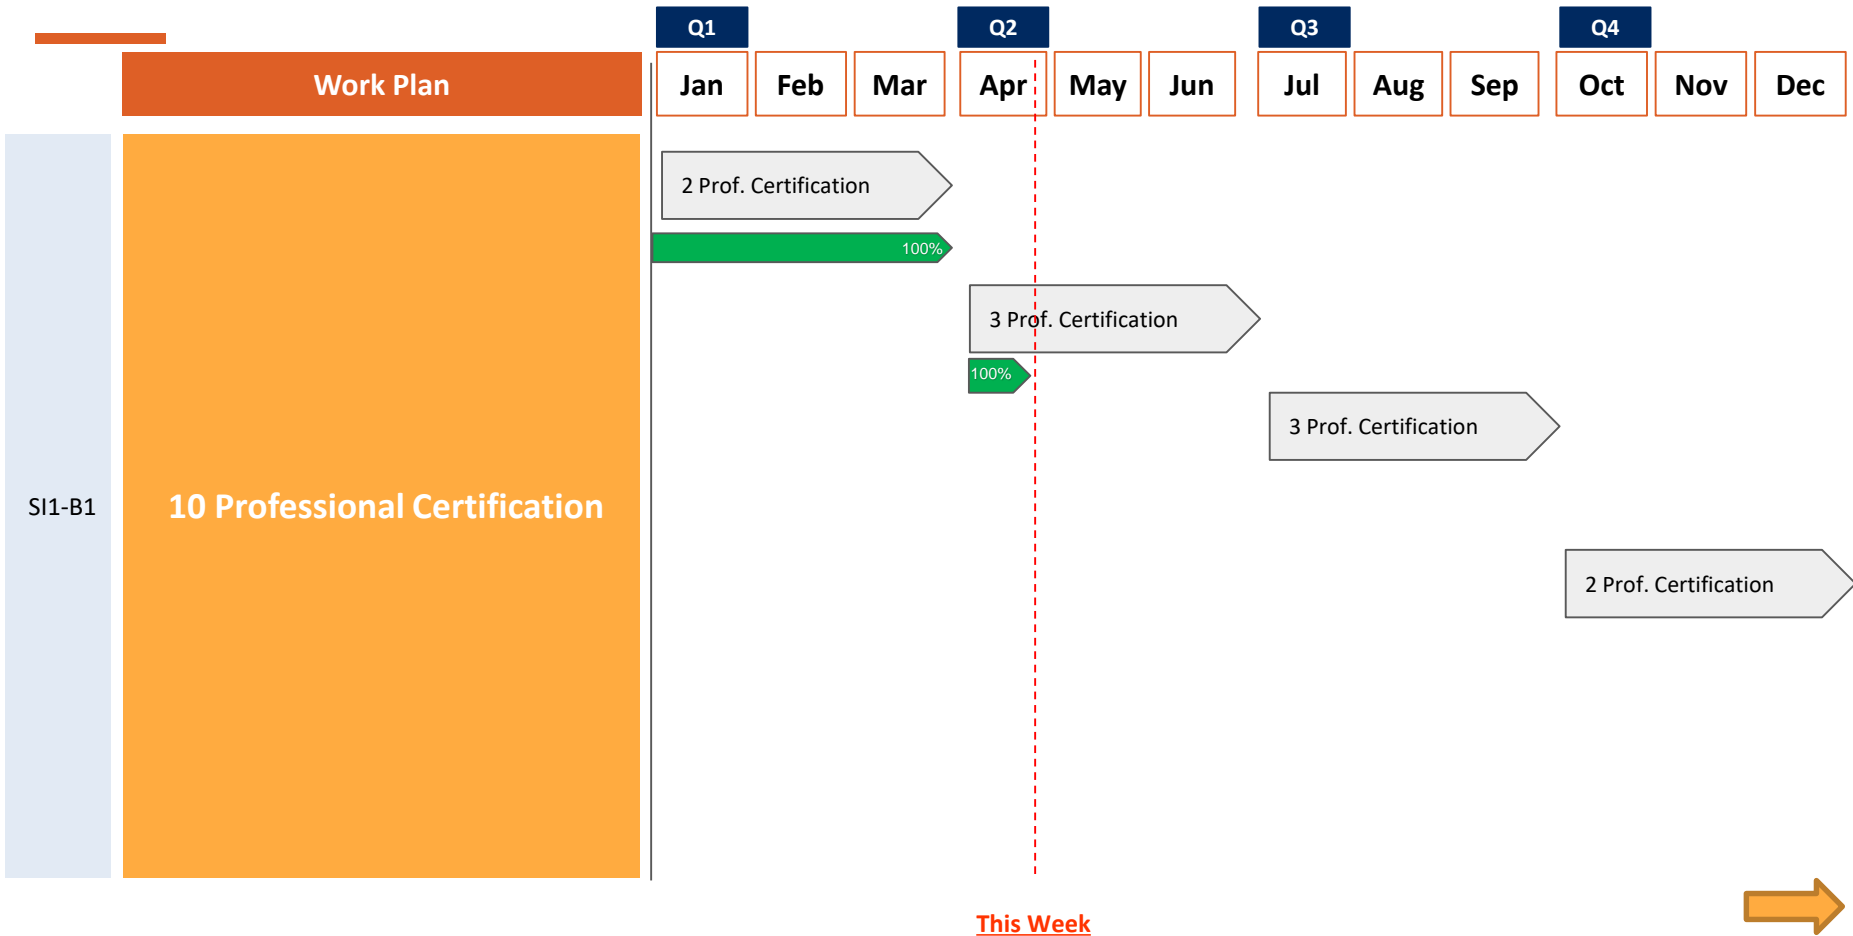 Q1
Q2
Q3
Q4
Work Plan
Jan
Feb
Mar
Apr
May
Jun
Jul
Aug
Sep
Oct
Nov
Dec
SI1-B1
10 Professional Certification
2 Prof. Certification
100%
3 Prof. Certification
100%
3 Prof. Certification
2 Prof. Certification
This Week